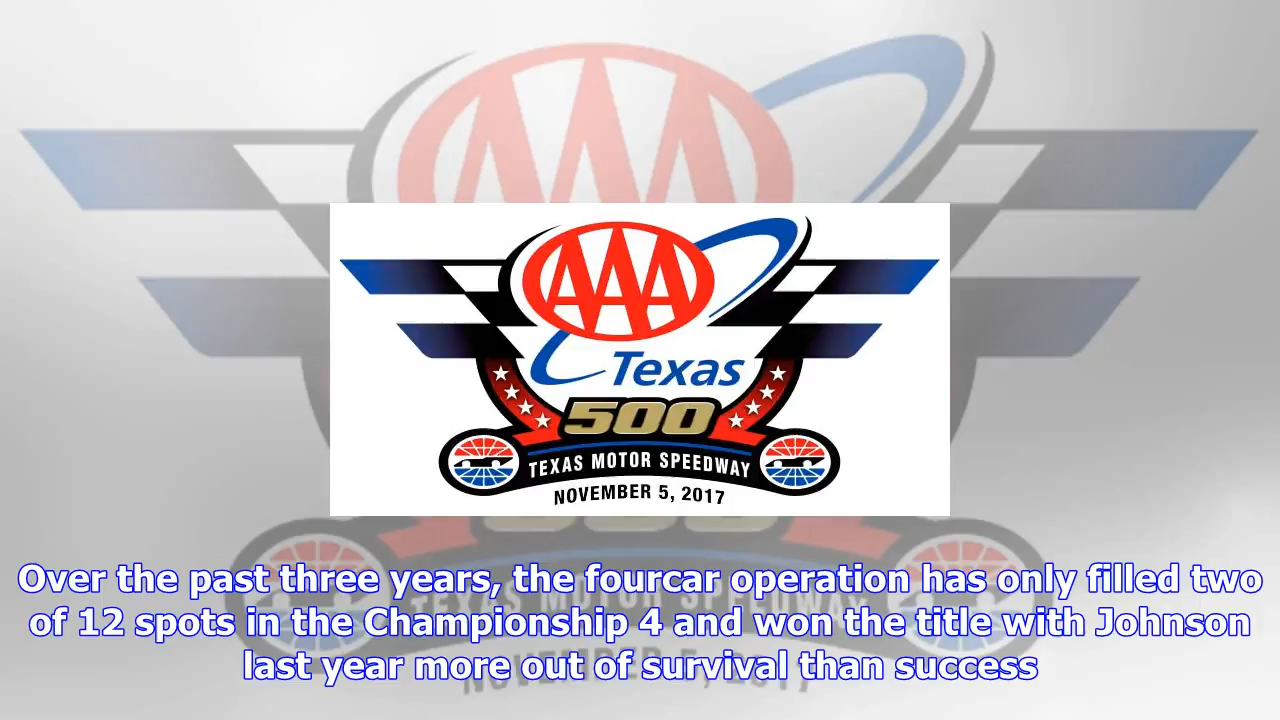 AAA
Texas
500
TEXAS MOTOR SPEEDWAY
NOVEMBER 5, 2017
Over the past three years, the fourcar operation has only filled two
of 12 spots in the Championship 4 and won the title with Johnson
last year more out of survival than success